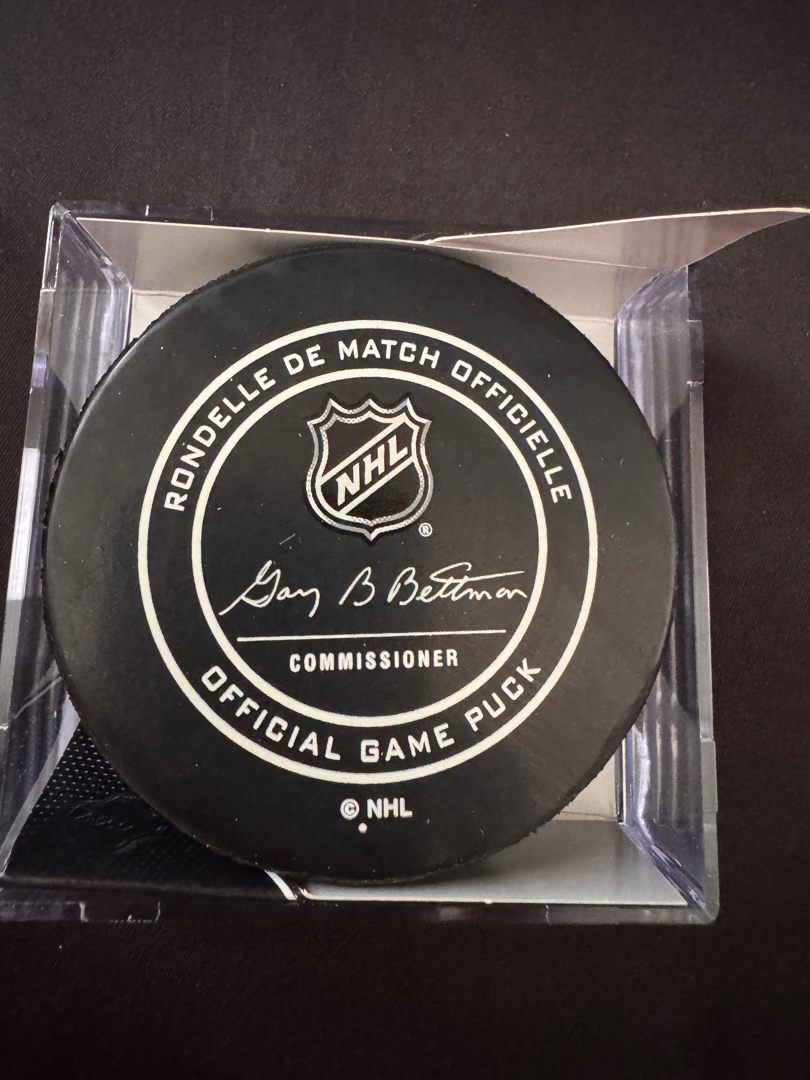 RONDELLE DE MATCH OFFICIELLE
NHL
®
Gary B Bettman
COMMISSIONER
OFFICIAL GAME PUCK
© NHL